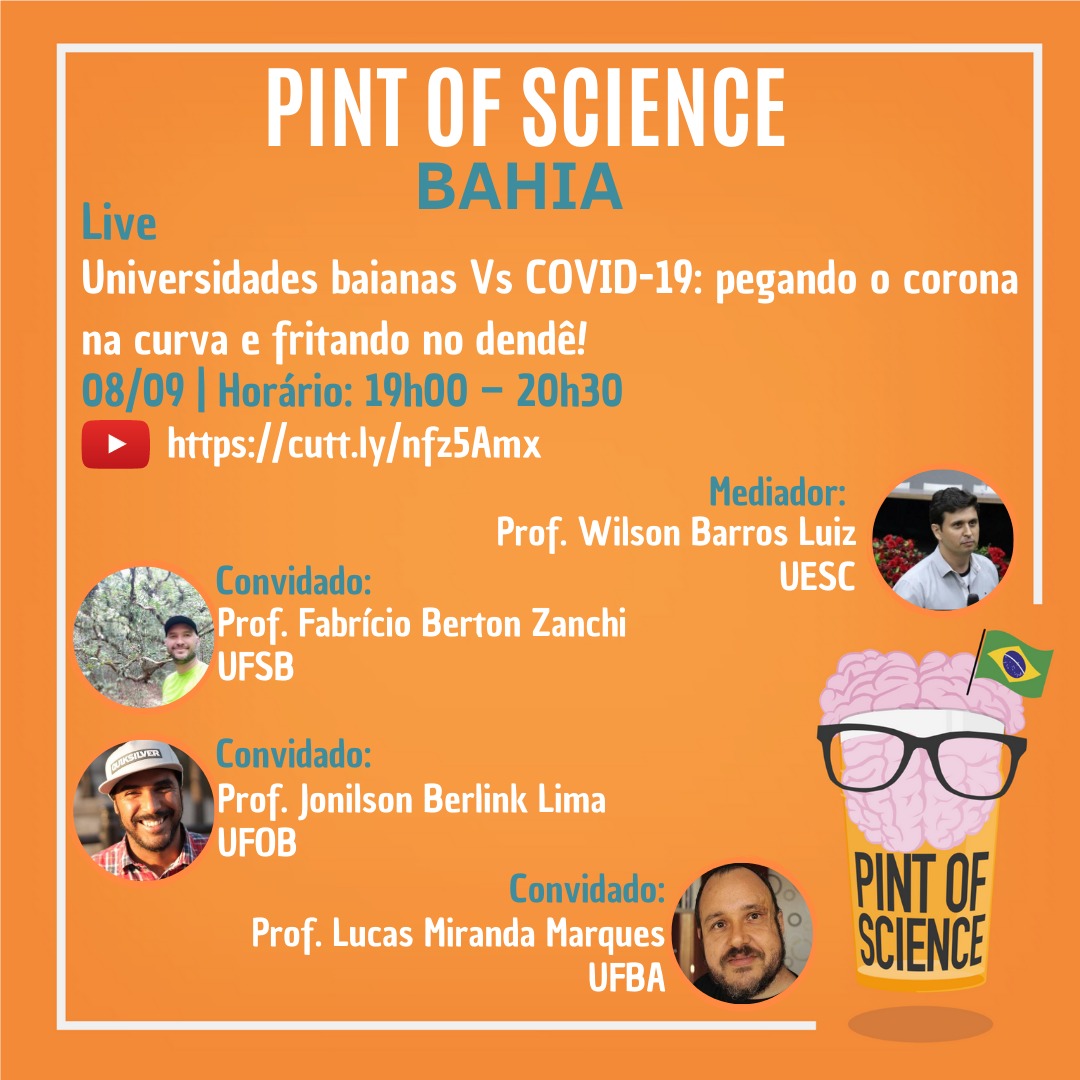 PINT OF SCIENCE
BAHIA
Live
Universidades baianas Vs COVID-19: pegando o corona
na curva e fritando no dendê!
08/09 | Horário: 19h00 – 20h30
https://cutt.ly/nfz5Amx
Mediador:
Prof. Wilson Barros Luiz
UESC
Convidado:
Prof. Fabrício Berton Zanchi
UFSB
Convidado:
Prof. Jonilson Berlink Lima
UFOB
QUIKSILVER
Convidado:
Prof. Lucas Miranda Marques
UFBA
PINT OF
SCIENCE